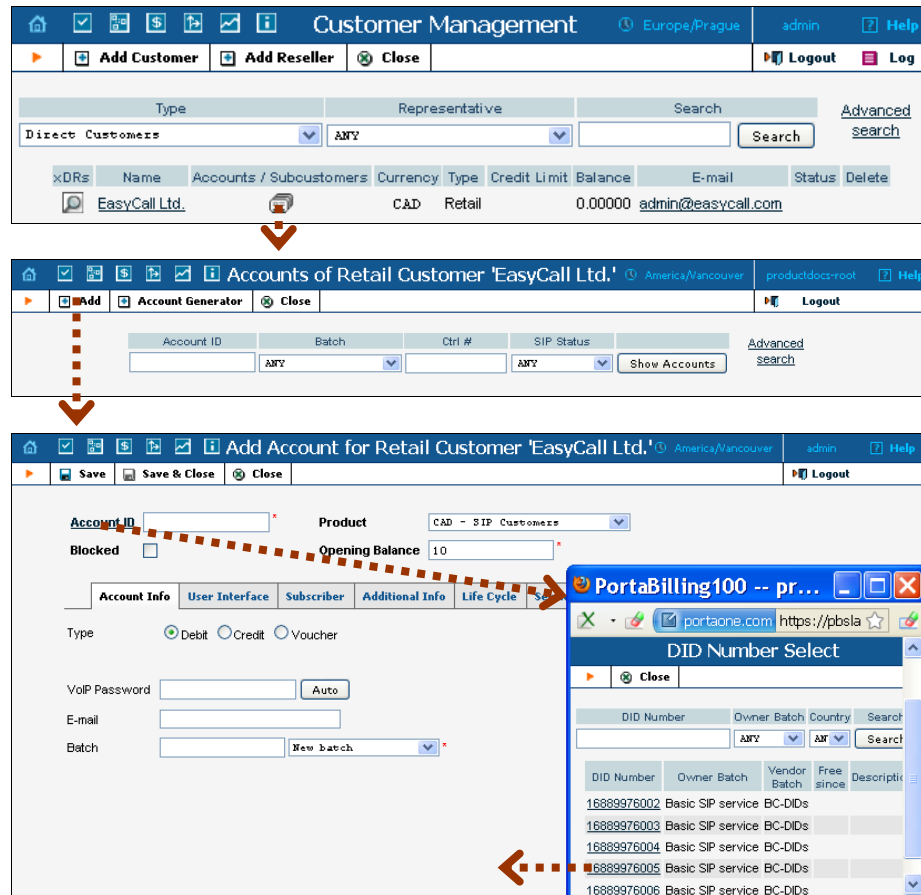 Customer Management Europe/Prague admin ? Help
Add Customer Add Reseller Close Logout Log
Type Representative Search Advanced search
Direct Customers ANY Search
xDRs Name Accounts / Subcustomers Currency Type Credit Limit Balance E-mail Status Delete
EasyCall Ltd. CAD Retail 0.00000 admin@easycall.com
Accounts of Retail Customer 'EasyCall Ltd.' America/Vancouver productdocs-root ? Help
Add Account Generator Close Logout
Account ID Batch Ctrl # SIP Status Advanced search
ANY ANY Show Accounts
Add Account for Retail Customer 'EasyCall Ltd.' America/Vancouver admin ? Help
Save Save & Close Close Logout
Account ID * Product CAD - SIP Customers
Blocked Opening Balance 10 *
Account Info User Interface Subscriber Additional Info Life Cycle
Type Debit Credit Voucher
VoIP Password Auto
E-mail
Batch New batch *
PortaBilling100 -- pr...
portaone.com https://pbsla
DID Number Select
Close
DID Number Owner Batch Country Search
ANY AN Search
DID Number Owner Batch Vendor Batch Free since Descriptio
16889976002 Basic SIP service BC-DIDs
16889976003 Basic SIP service BC-DIDs
16889976004 Basic SIP service BC-DIDs
16889976005 Basic SIP service BC-DIDs
16889976006 Basic SIP service BC-DIDs